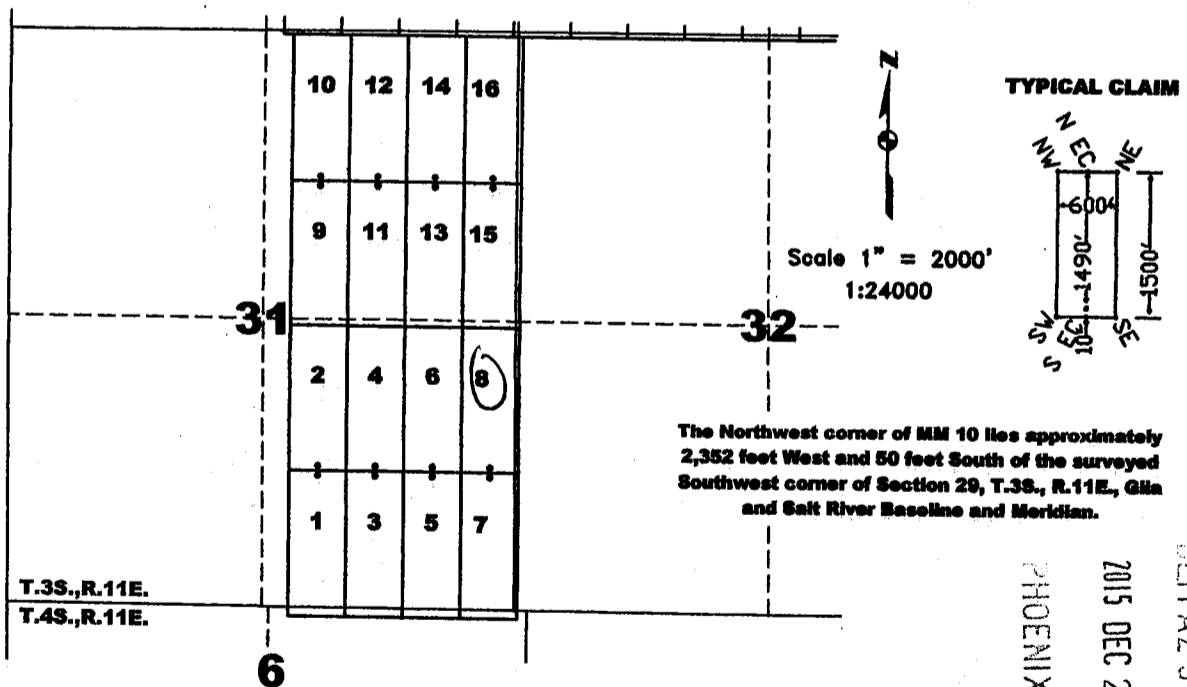 10 12 14 16
TYPICAL CLAIM
N
NW N EC NE
600'
9 11 13 15
1490'
1500'
Scale 1" = 2000'
1:24000
31
32
10
SW S EC SE
2 4 6 8
The Northwest corner of MM 10 lies approximately
2,352 feet West and 50 feet South of the surveyed
Southwest corner of Section 29, T.3S., R.11E., Gila
and Salt River Baseline and Meridian.
1 3 5 7
T.3S.,R.11E.
T.4S.,R.11E.
6
2015 DEC 2
PHOENIX